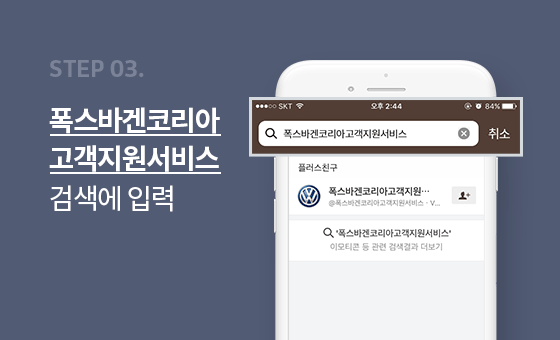 STEP 03.
폭스바겐코리아
고객지원서비스
검색에 입력
SKT 오후 2:44 84%
폭스바겐코리아고객지원서비스 취소
플러스친구
폭스바겐코리아고객지원…
@폭스바겐코리아고객지원서비스 · V...
'폭스바겐코리아고객지원서비스'
이모티콘 등 관련 검색결과 더보기